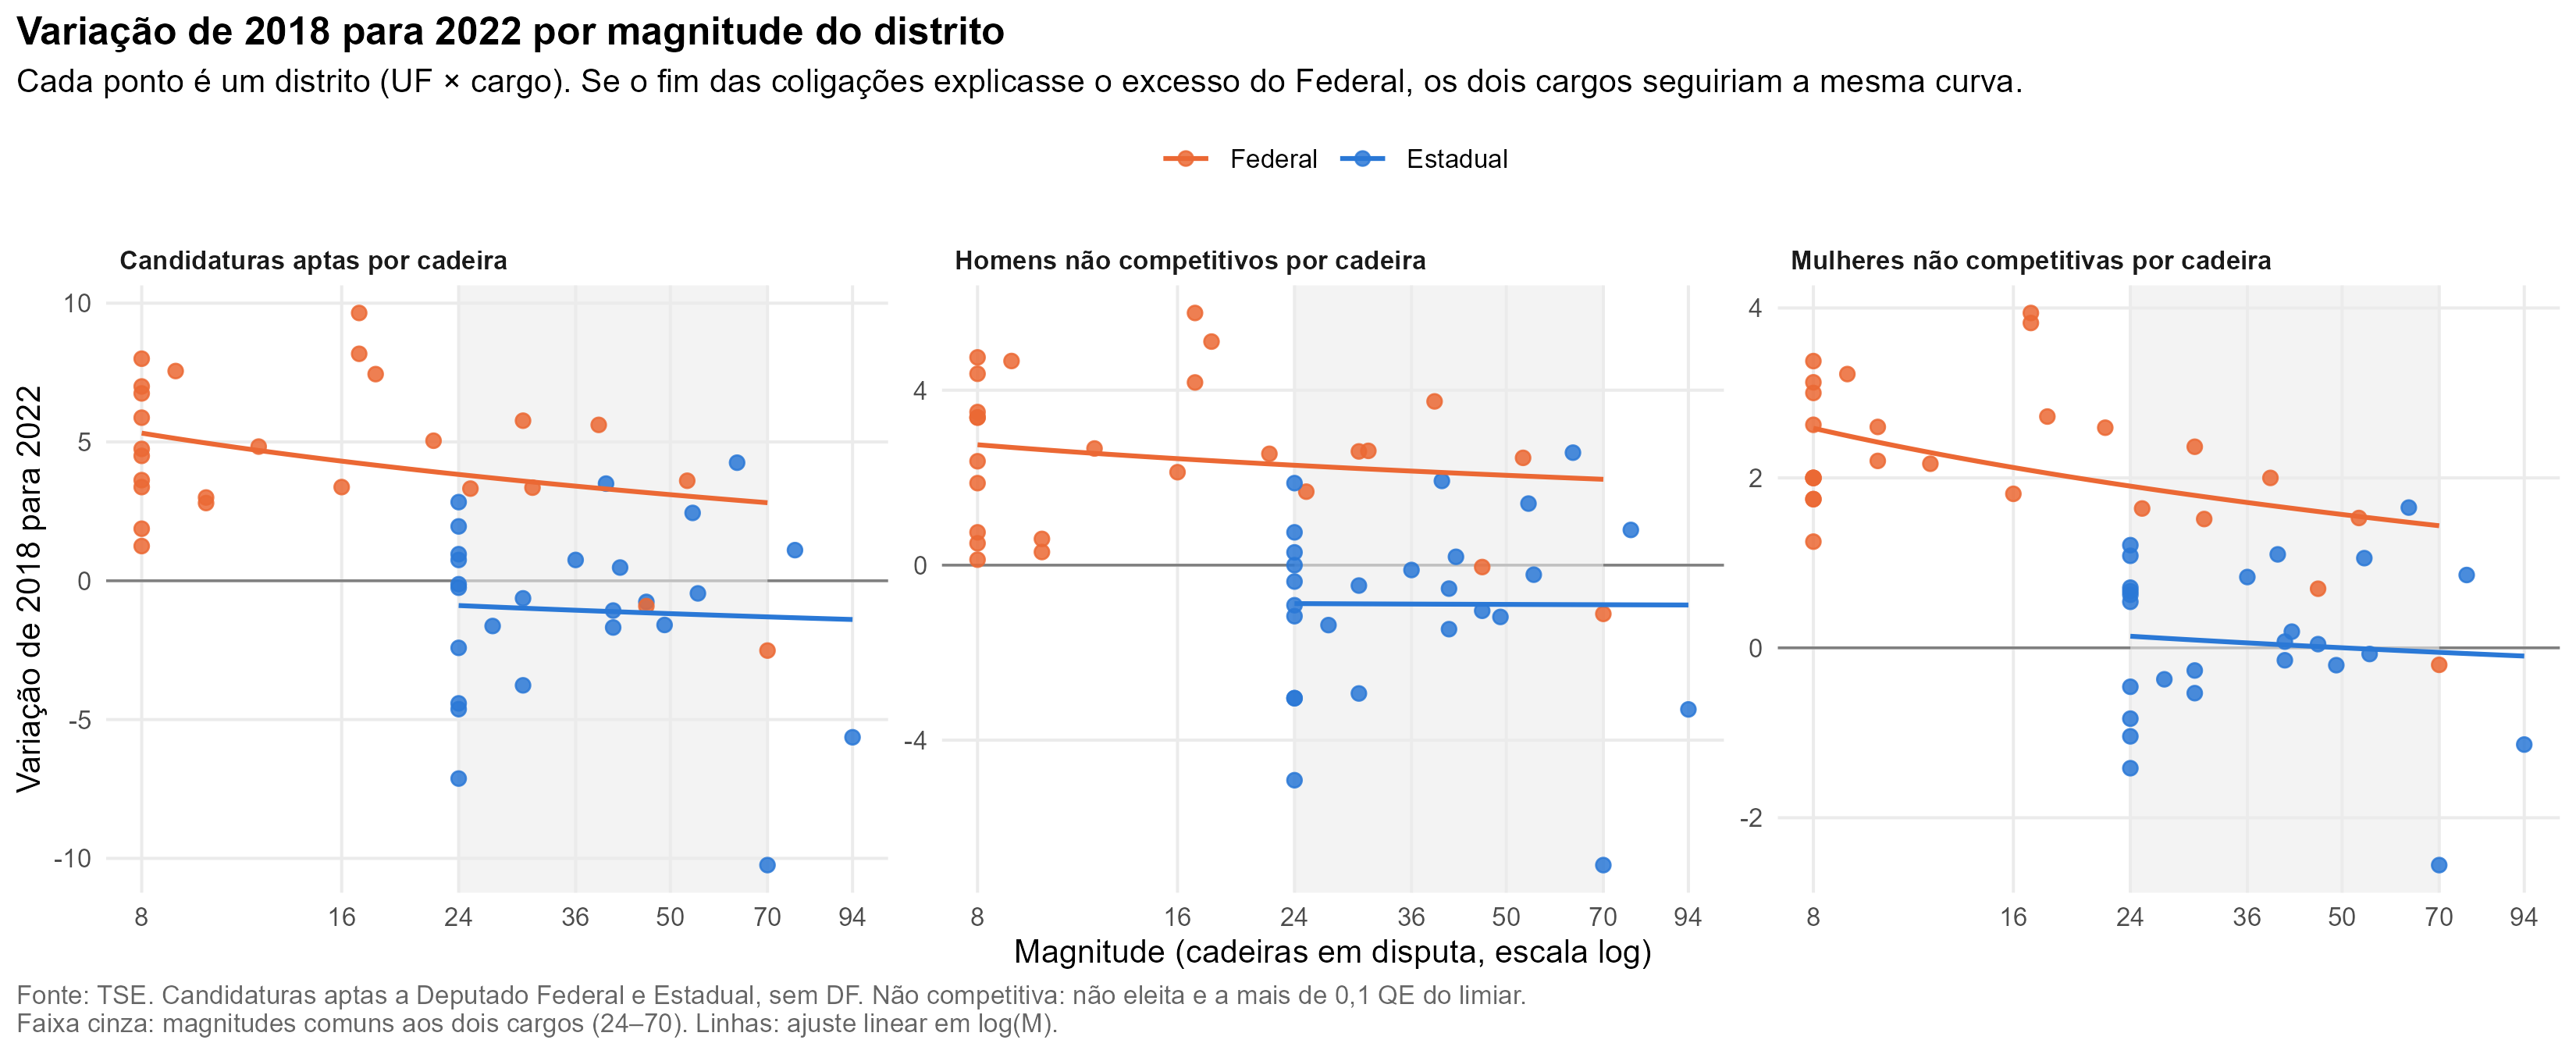 Variação de 2018 para 2022 por magnitude do distrito
Cada ponto é um distrito (UF × cargo). Se o fim das coligações explicasse o excesso do Federal, os dois cargos seguiriam a mesma curva.
Federal Estadual
Candidaturas aptas por cadeira
Homens não competitivos por cadeira
Mulheres não competitivas por cadeira
Variação de 2018 para 2022
10
5
0
-5
-10
8 16 24 36 50 70 94
4
0
-4
8 16 24 36 50 70 94
4
2
0
-2
8 16 24 36 50 70 94
Magnitude (cadeiras em disputa, escala log)
Fonte: TSE. Candidaturas aptas a Deputado Federal e Estadual, sem DF. Não competitiva: não eleita e a mais de 0,1 QE do limiar.
Faixa cinza: magnitudes comuns aos dois cargos (24–70). Linhas: ajuste linear em log(M).